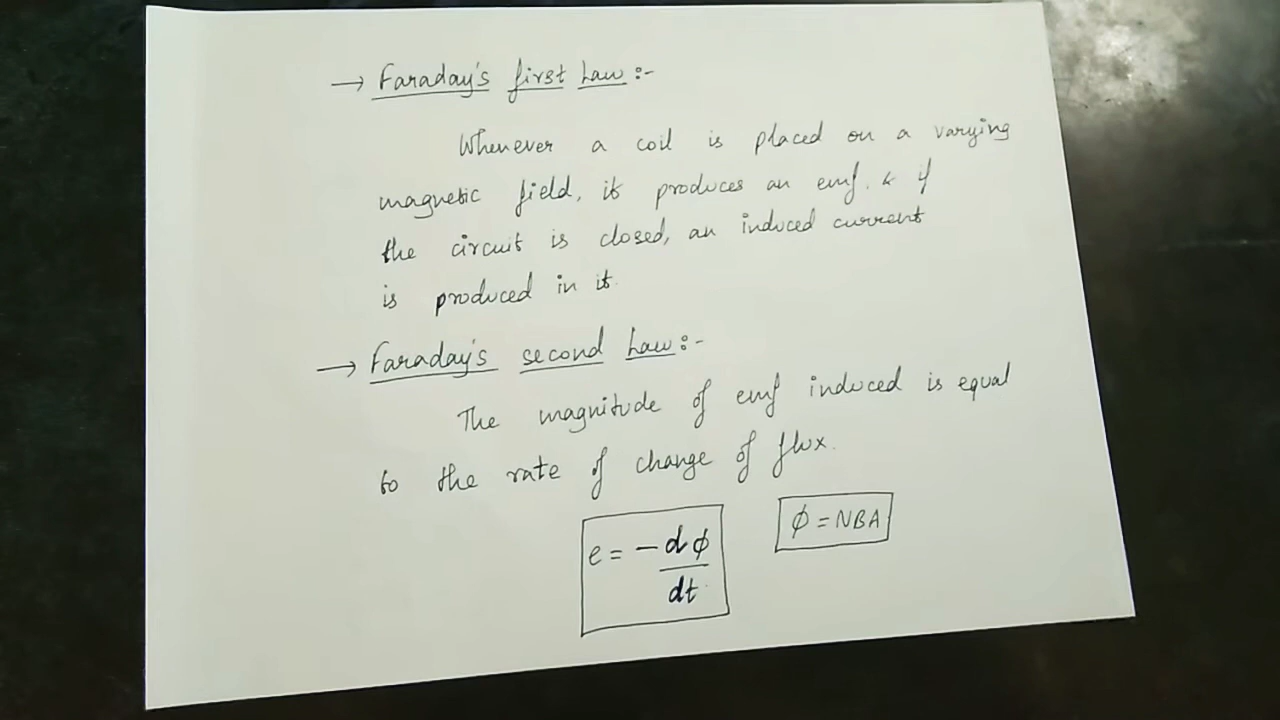 → Faraday's first Law :-
Whenever a coil is placed on a varying
magnetic field, it produces an emf. & if
the circuit is closed, an induced current
is produced in it.
→ Faraday's second Law :-
The magnitude of emf induced is equal
to the rate of change of flux.
e = -dϕ/dt
ϕ = NBA